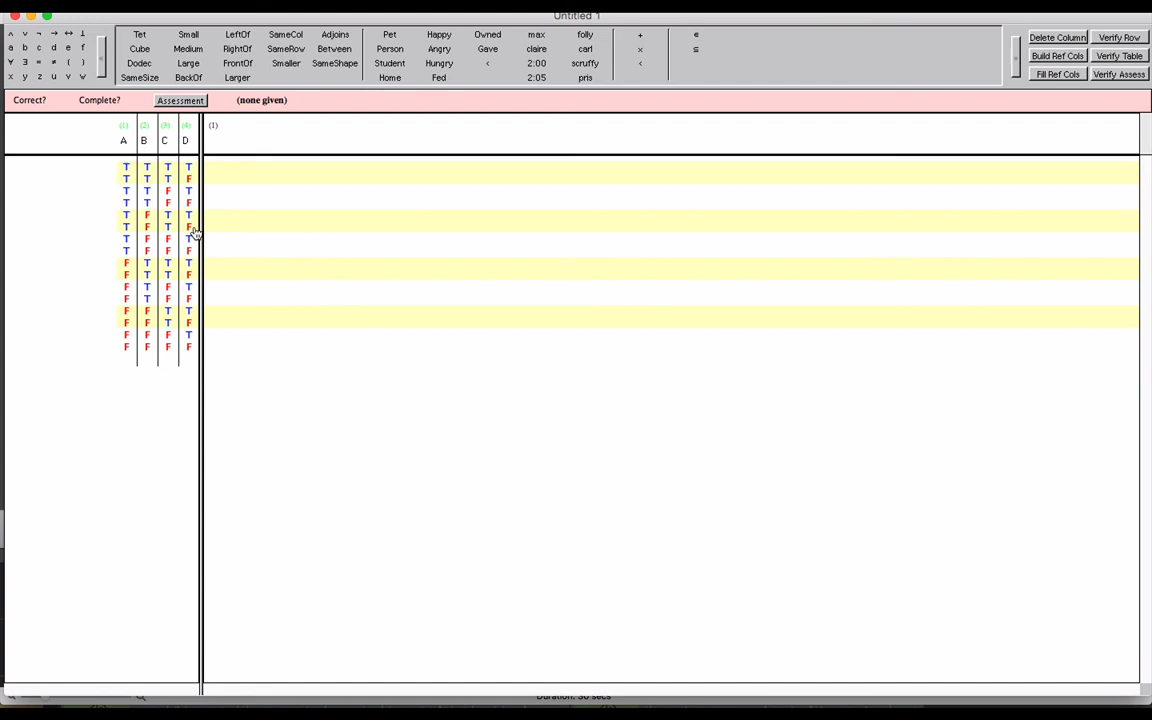 Untitled 1
∧ ∨ ¬ → ↔ ⊥ Tet Small LeftOf SameCol Adjoins Pet Happy Owned max folly + ∈ Delete Column Verify Row
a b c d e f Cube Medium RightOf SameRow Between Person Angry Gave claire carl x ⊆ Build Ref Cols Verify Table
∀ ∃ = ≠ ( ) Dodec Large FrontOf Smaller SameShape Student Hungry < 2:00 scruffy < Fill Ref Cols Verify Assess
x y z u v w SameSize BackOf Larger Home Fed 2:05 pris
Correct? Complete? Assessment (none given)
(1) (2) (3) (4) (1)
A B C D
T T T T
T T T F
T T F T
T T F F
T F T T
T F T F
T F F T
T F F F
F T T T
F T T F
F T F T
F T F F
F F T T
F F T F
F F F T
F F F F
Duration: 30 secs